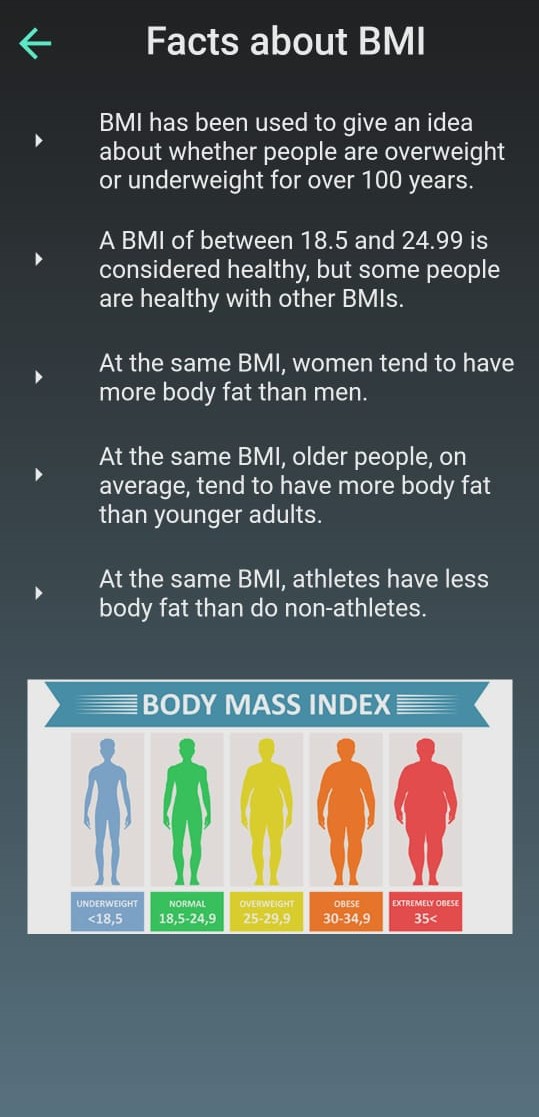 Facts about BMI
BMI has been used to give an idea
about whether people are overweight
or underweight for over 100 years.
A BMI of between 18.5 and 24.99 is
considered healthy, but some people
are healthy with other BMIs.
At the same BMI, women tend to have
more body fat than men.
At the same BMI, older people, on
average, tend to have more body fat
than younger adults.
At the same BMI, athletes have less
body fat than do non-athletes.
BODY MASS INDEX
UNDERWEIGHT
<18,5
NORMAL
18,5-24,9
OVERWEIGHT
25-29,9
OBESE
30-34,9
EXTREMELY OBESE
35<